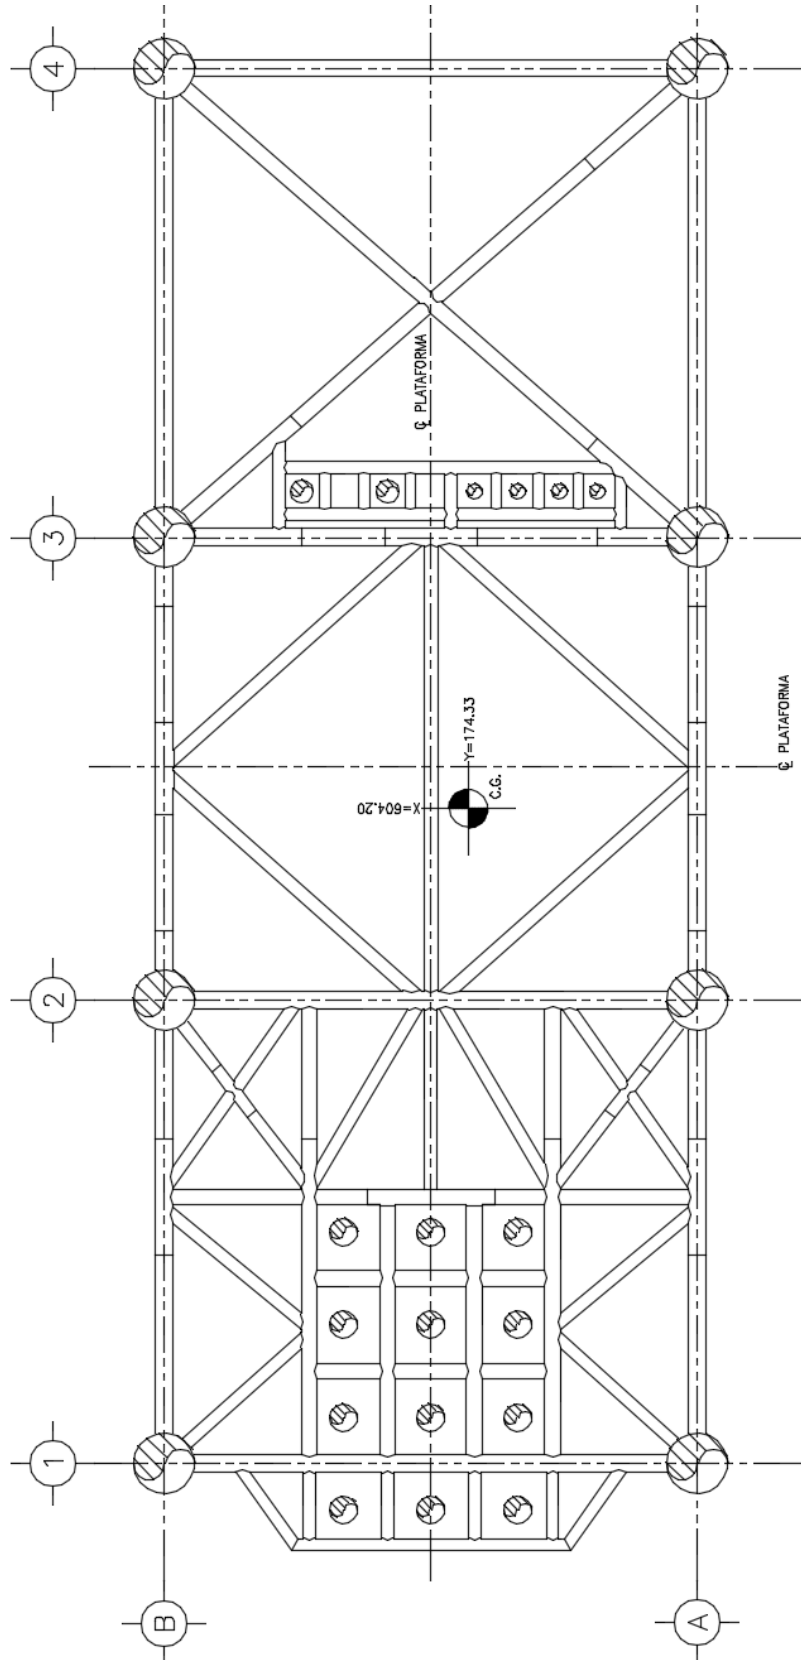 4
℄ PLATAFORMA
3
℄ PLATAFORMA
Y=174.33
C.G.
X=604.20
2
1
B
A